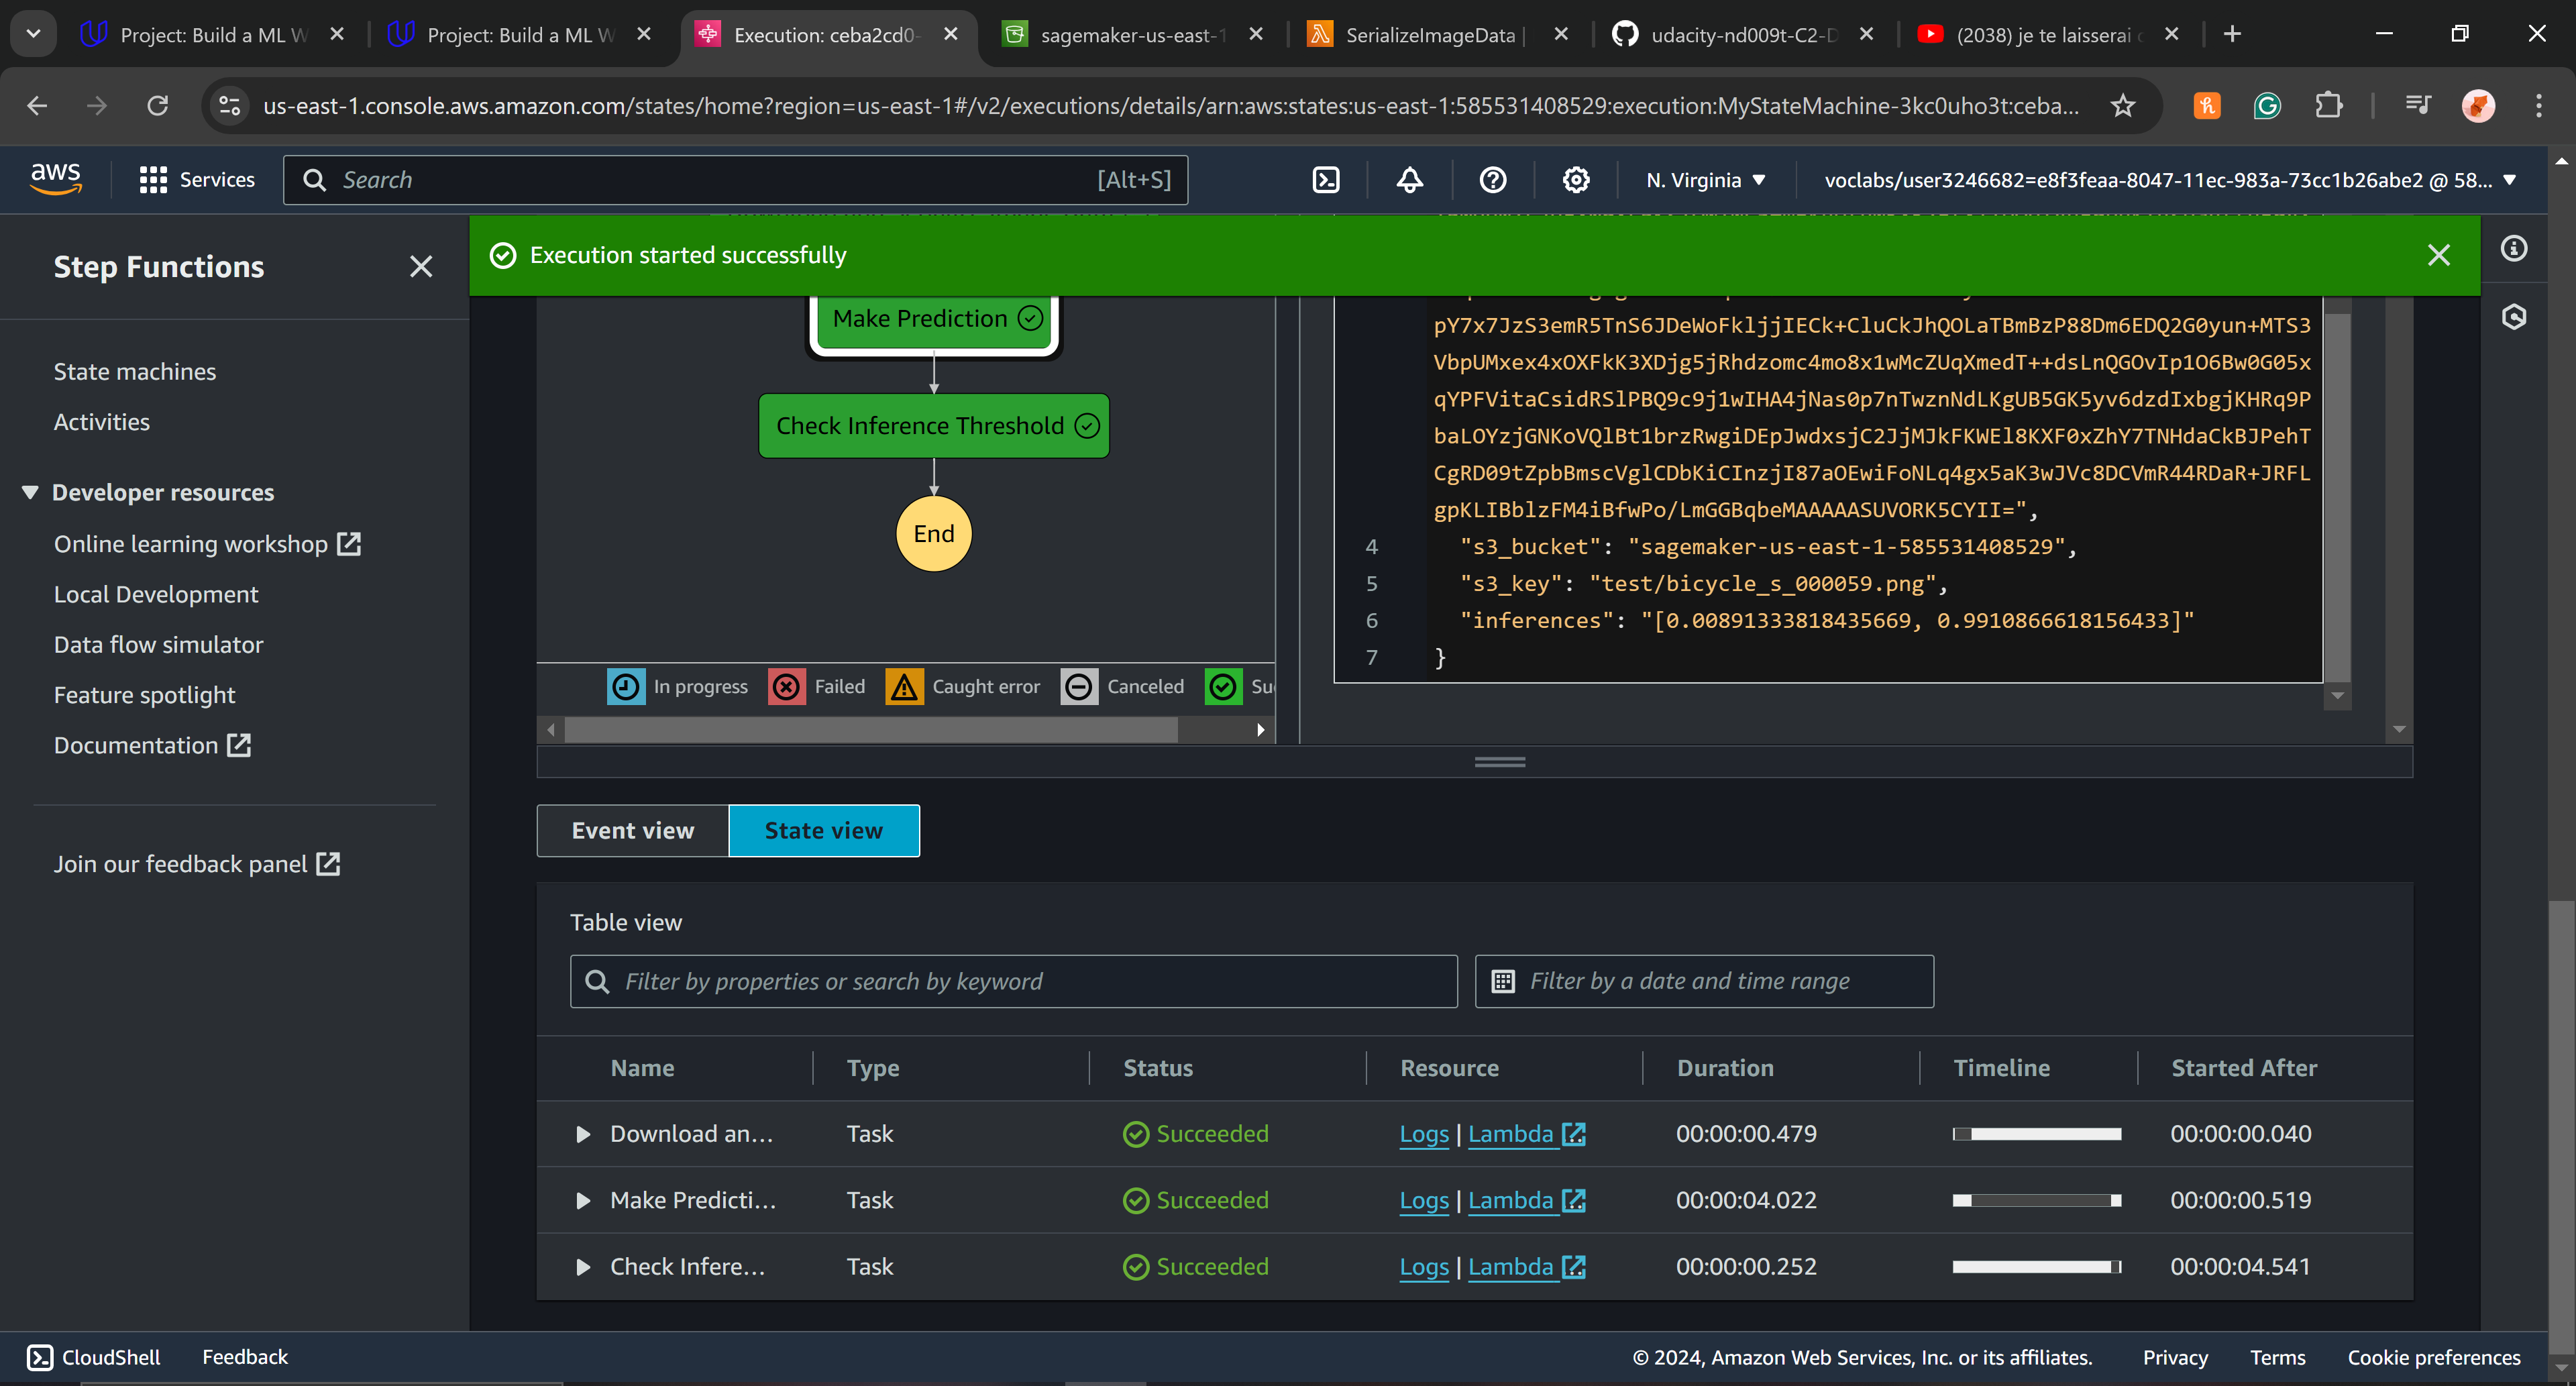 Project: Build a ML W
Project: Build a ML W
Execution: ceba2cd0-
sagemaker-us-east-1
SerializeImageData |
udacity-nd009t-C2-D
(2038) je te laisserai
us-east-1.console.aws.amazon.com/states/home?region=us-east-1#/v2/executions/details/arn:aws:states:us-east-1:585531408529:execution:MyStateMachine-3kc0uho3t:ceba...
aws
Services
Search
[Alt+S]
N. Virginia
voclabs/user3246682=e8f3feaa-8047-11ec-983a-73cc1b26abe2 @ 58...
Step Functions
Execution started successfully
State machines
Activities
Developer resources
Online learning workshop
Local Development
Data flow simulator
Feature spotlight
Documentation
Join our feedback panel
Make Prediction
Check Inference Threshold
End
In progress
Failed
Caught error
Canceled
Su
pY7x7JzS3emR5TnS6JDeWoFkljjIECk+CluCkJhQOLaTBmBzP88Dm6EDQ2G0yun+MTS3
VbpUMxex4xOXFkK3XDjg5jRhdzomc4mo8x1wMcZUqXmedT++dsLnQGOvIp1O6Bw0G05x
qYPFVitaCsidRSlPBQ9c9j1wIHA4jNas0p7nTwznNdLKgUB5GK5yv6dzdIxbgjKHRq9P
baLOYzjGNKoVQlBt1brzRwgiDEpJwdxsjC2JjMJkFKWEl8KXF0xZhY7TNHdaCkBJPehT
CgRD09tZpbBmscVglCDbKiCInzjI87aOEwiFoNLq4gx5aK3wJVc8DCVmR44RDaR+JRFL
gpKLIBblzFM4iBfwPo/LmGGBqbeMAAAAASUVORK5CYII=",
4 "s3_bucket": "sagemaker-us-east-1-585531408529",
5 "s3_key": "test/bicycle_s_000059.png",
6 "inferences": "[0.00891333818435669, 0.9910866618156433]"
7 }
Event view
State view
Table view
Filter by properties or search by keyword
Filter by a date and time range
Name Type Status Resource Duration Timeline Started After
Download an... Task Succeeded Logs | Lambda 00:00:00.479 00:00:00.040
Make Predicti... Task Succeeded Logs | Lambda 00:00:04.022 00:00:00.519
Check Infere... Task Succeeded Logs | Lambda 00:00:00.252 00:00:04.541
CloudShell
Feedback
© 2024, Amazon Web Services, Inc. or its affiliates.
Privacy
Terms
Cookie preferences